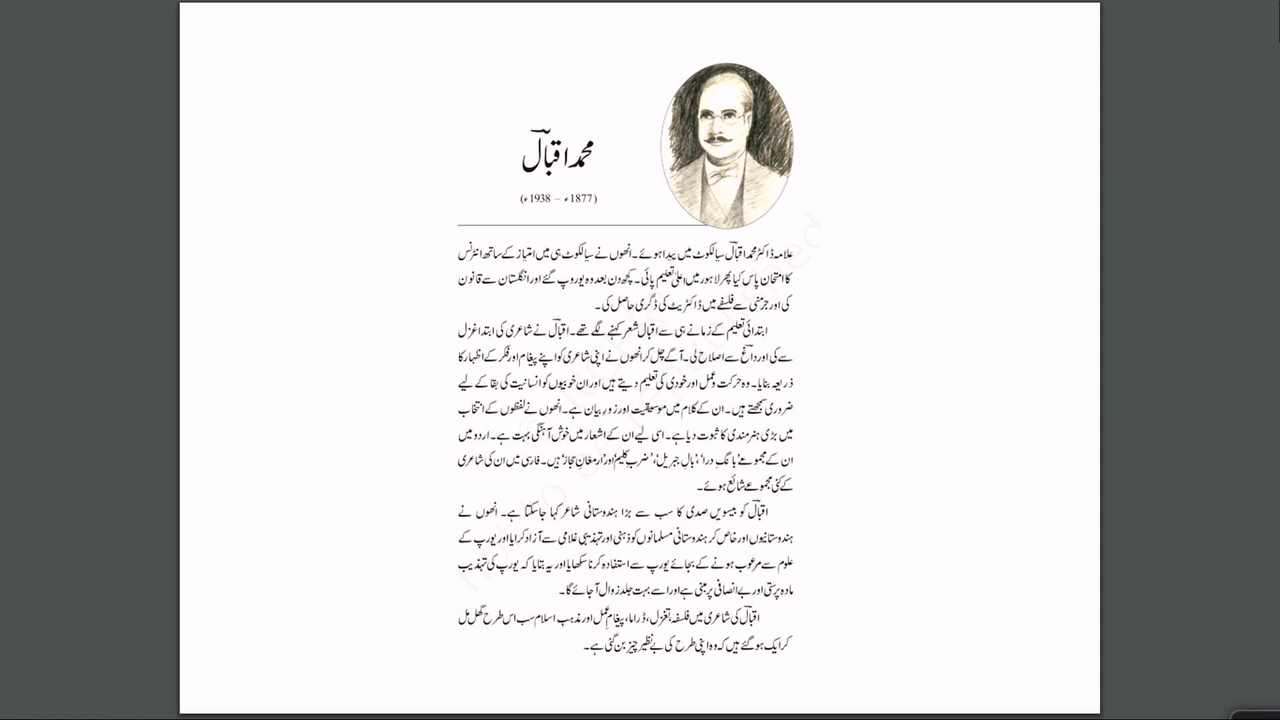 محمد اقبالؔ
(1877ء – 1938ء)
علامہ ڈاکٹر محمد اقبالؔ سیالکوٹ میں پیدا ہوئے۔ انھوں نے سیالکوٹ ہی میں امتیاز کے ساتھ انٹرنس
کا امتحان پاس کیا پھر لاہور میں اعلیٰ تعلیم پائی۔ کچھ دن بعد وہ یوروپ گئے اور انگلستان سے قانون
کی اور جرمنی سے فلسفے میں ڈاکٹریٹ کی ڈگری حاصل کی۔
ابتدائی تعلیم کے زمانے ہی سے اقبال شعر کہنے لگے تھے۔ اقبالؔ نے شاعری کی ابتدا غزل
سے کی اور داغؔ سے اصلاح لی۔ آگے چل کر انھوں نے اپنی شاعری کو اپنے پیغام اور فکر کے اظہار کا
ذریعہ بنایا۔ وہ حرکت و عمل اور خودی کی تعلیم دیتے ہیں اور ان خوبیوں کو انسانیت کی بقا کے لیے
ضروری سمجھتے ہیں۔ ان کے کلام میں موسیقیت اور زورِ بیان ہے۔ انھوں نے لفظوں کے انتخاب
میں بڑی ہنرمندی کا ثبوت دیا ہے۔ اسی لیے ان کے اشعار میں خوش آہنگی بہت ہے۔ اردو میں
ان کے مجموعے 'بانگِ درا'، 'بالِ جبریل'، 'ضربِ کلیم' اور 'ارمغانِ حجاز' ہیں۔ فارسی میں ان کی شاعری
کے کئی مجموعے شائع ہوئے۔
اقبالؔ کو بیسویں صدی کا سب سے بڑا ہندوستانی شاعر کہا جاسکتا ہے۔ انھوں نے
ہندوستانیوں اور خاص کر ہندوستانی مسلمانوں کو ذہنی اور تہذیبی غلامی سے آزاد کرایا اور یورپ کے
علوم سے مرعوب ہونے کے بجائے یورپ سے استفادہ کرنا سکھایا اور یہ بتایا کہ یورپ کی تہذیب
مادہ پرستی اور بے انصافی پر مبنی ہے اور اسے بہت جلد زوال آجائے گا۔
اقبالؔ کی شاعری میں فلسفہ، تغزل، ڈراما، پیغامِ عمل اور مذہب اسلام سب اس طرح گھل مل
کر ایک ہو گئے ہیں کہ وہ اپنی طرح کی بے نظیر چیز بن گئی ہے۔